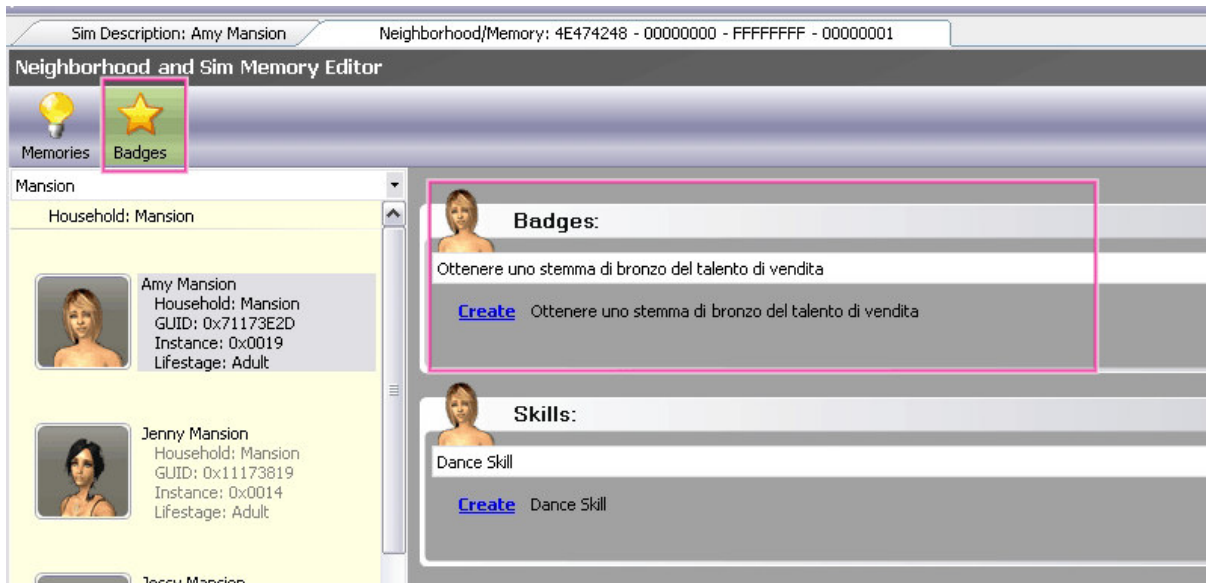 Sim Description: Amy Mansion
Neighborhood/Memory: 4E474248 - 00000000 - FFFFFFFF - 00000001
Neighborhood and Sim Memory Editor
Memories
Badges
Mansion
Household: Mansion
Amy Mansion
Household: Mansion
GUID: 0x71173E2D
Instance: 0x0019
Lifestage: Adult
Jenny Mansion
Household: Mansion
GUID: 0x11173819
Instance: 0x0014
Lifestage: Adult
Jessy Mansion
Badges:
Ottenere uno stemma di bronzo del talento di vendita
Create Ottenere uno stemma di bronzo del talento di vendita
Skills:
Dance Skill
Create Dance Skill